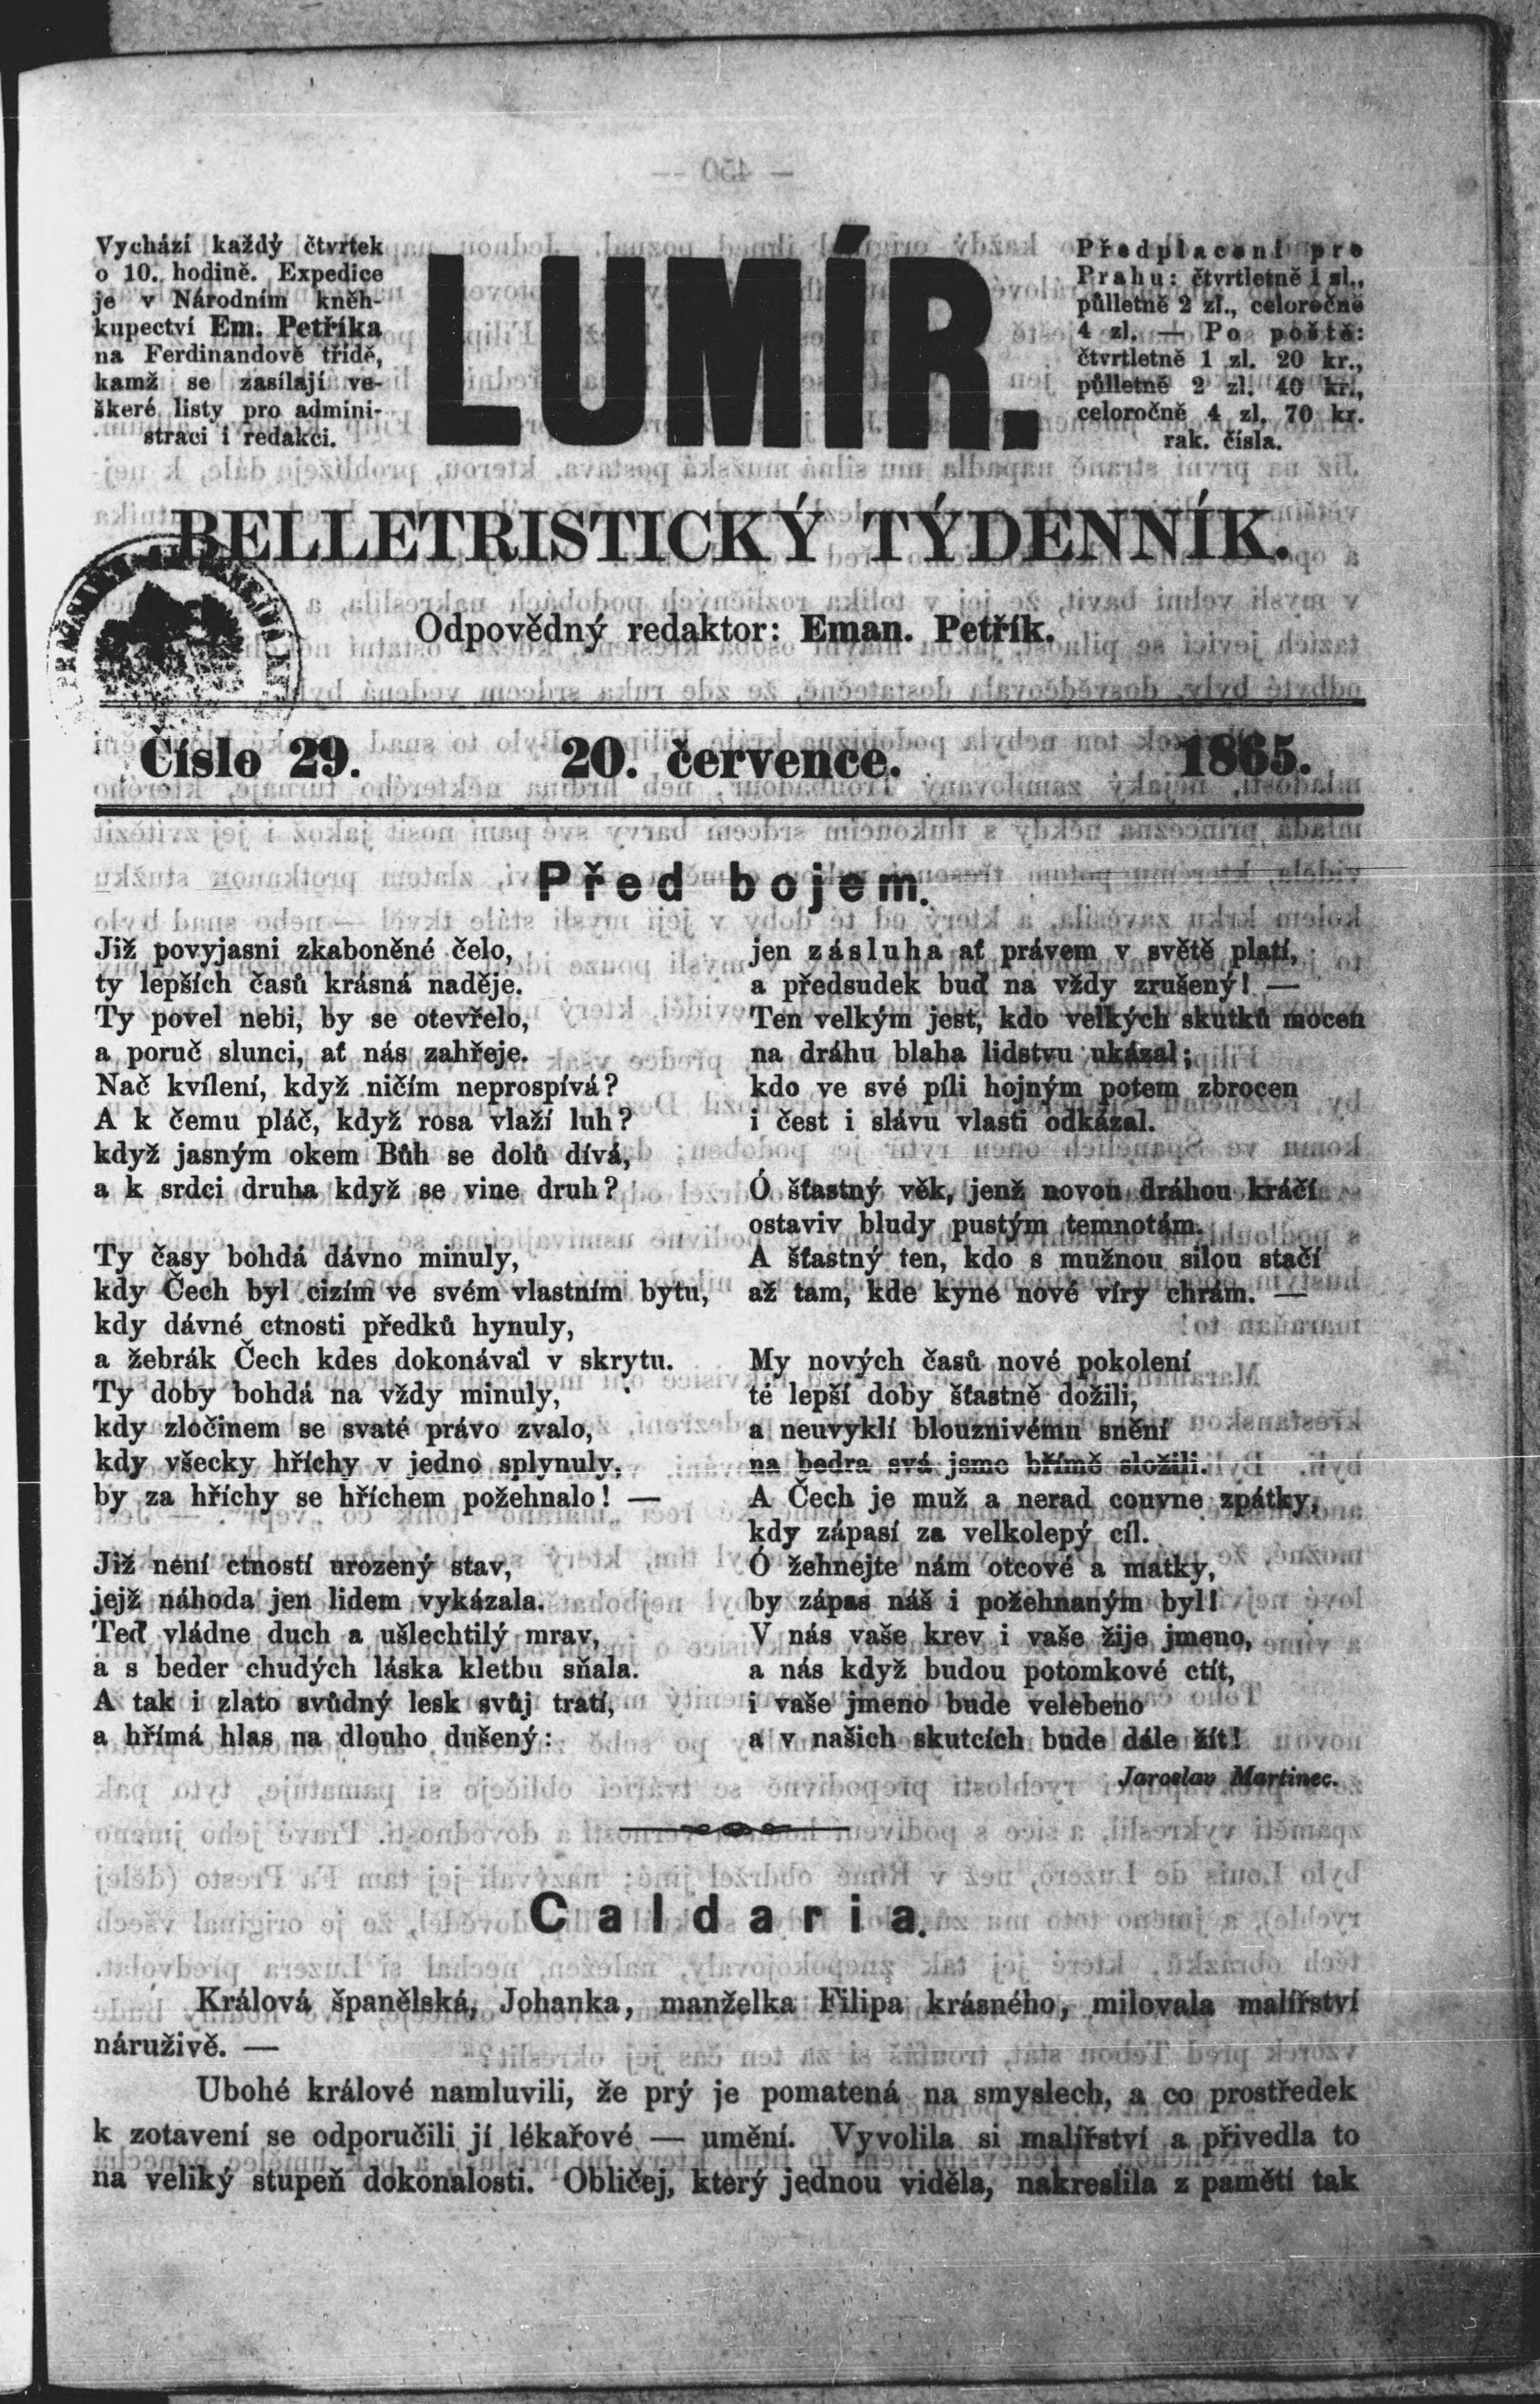 Vychází každý čtvrtek
o 10. hodině. Expedice
je v Národním kněh-
kupectví Em. Petříka
na Ferdinandově třídě,
kamž se zasílají ve-
škeré listy pro admini-
straci i redakci.
LUMÍR.
Předplacení pro
Prahu: čtvrtletně 1 zl.,
půlletně 2 zl., celoročně
4 zl. — Po poště:
čtvrtletně 1 zl. 20 kr.,
půlletně 2 zl. 40 kr.,
celoročně 4 zl. 70 kr.
rak. čísla.
BELLETRISTICKÝ TÝDENNÍK.
Odpovědný redaktor: Eman. Petřík.
Číslo 29. 20. července. 1865.
Před bojem.
Již povyjasni zkaboněné čelo,
ty lepších časů krásná naděje.
Ty povel nebi, by se otevřelo,
a poruč slunci, ať nás zahřeje.
Nač kvílení, když ničím neprospívá?
A k čemu pláč, když rosa vlaží luh?
když jasným okem Bůh se dolů dívá,
a k srdci druha když se vine druh?
Ty časy bohdá dávno minuly,
kdy Čech byl cizím ve svém vlastním bytu,
kdy dávné ctnosti předků hynuly,
a žebrák Čech kdes dokonával v skrytu.
Ty doby bohdá na vždy minuly,
kdy zločinem se svaté právo zvalo,
kdy všecky hříchy v jedno splynuly,
by za hříchy se hříchem požehnalo! —
Již není ctností urozený stav,
jejž náhoda jen lidem vykázala.
Teď vládne duch a ušlechtilý mrav,
a s beder chudých láska kletbu sňala.
A tak i zlato svůdný lesk svůj tratí,
a hřímá hlas na dlouho dušený:
jen zásluha ať právem v světě platí,
a předsudek buď na vždy zrušený! —
Ten velkým jest, kdo velkých skutků mocen
na dráhu blaha lidstvu ukázal;
kdo ve své píli hojným potem zbrocen
i čest i slávu vlasti odkázal.
Ó šťastný věk, jenž novou dráhou kráčí
ostaviv bludy pustým temnotám.
A šťastný ten, kdo s mužnou silou stačí
až tam, kde kyne nové víry chrám. —
My nových časů nové pokolení
té lepší doby šťastně dožili,
a neuvyklí blouznivému snění
na bedra svá jsme břímě složili.
A Čech je muž a nerad couvne zpátky,
kdy zápasí za velkolepý cíl.
Ó žehnejte nám otcové a matky,
by zápas náš i požehnaným byl!
V nás vaše krev i vaše žije jmeno,
a nás když budou potomkové ctít,
i vaše jmeno bude velebeno
a v našich skutcích bude dále žít!
Jaroslav Martinec.
Caldaria.
Králová španělská, Johanka, manželka Filipa krásného, milovala malířství
náruživě. —
Ubohé králové namluvili, že prý je pomatená na smyslech, a co prostředek
k zotavení se odporučili jí lékařové — umění. Vyvolila si malířství a přivedla to
na veliký stupeň dokonalosti. Obličej, který jednou viděla, nakreslila z paměti tak